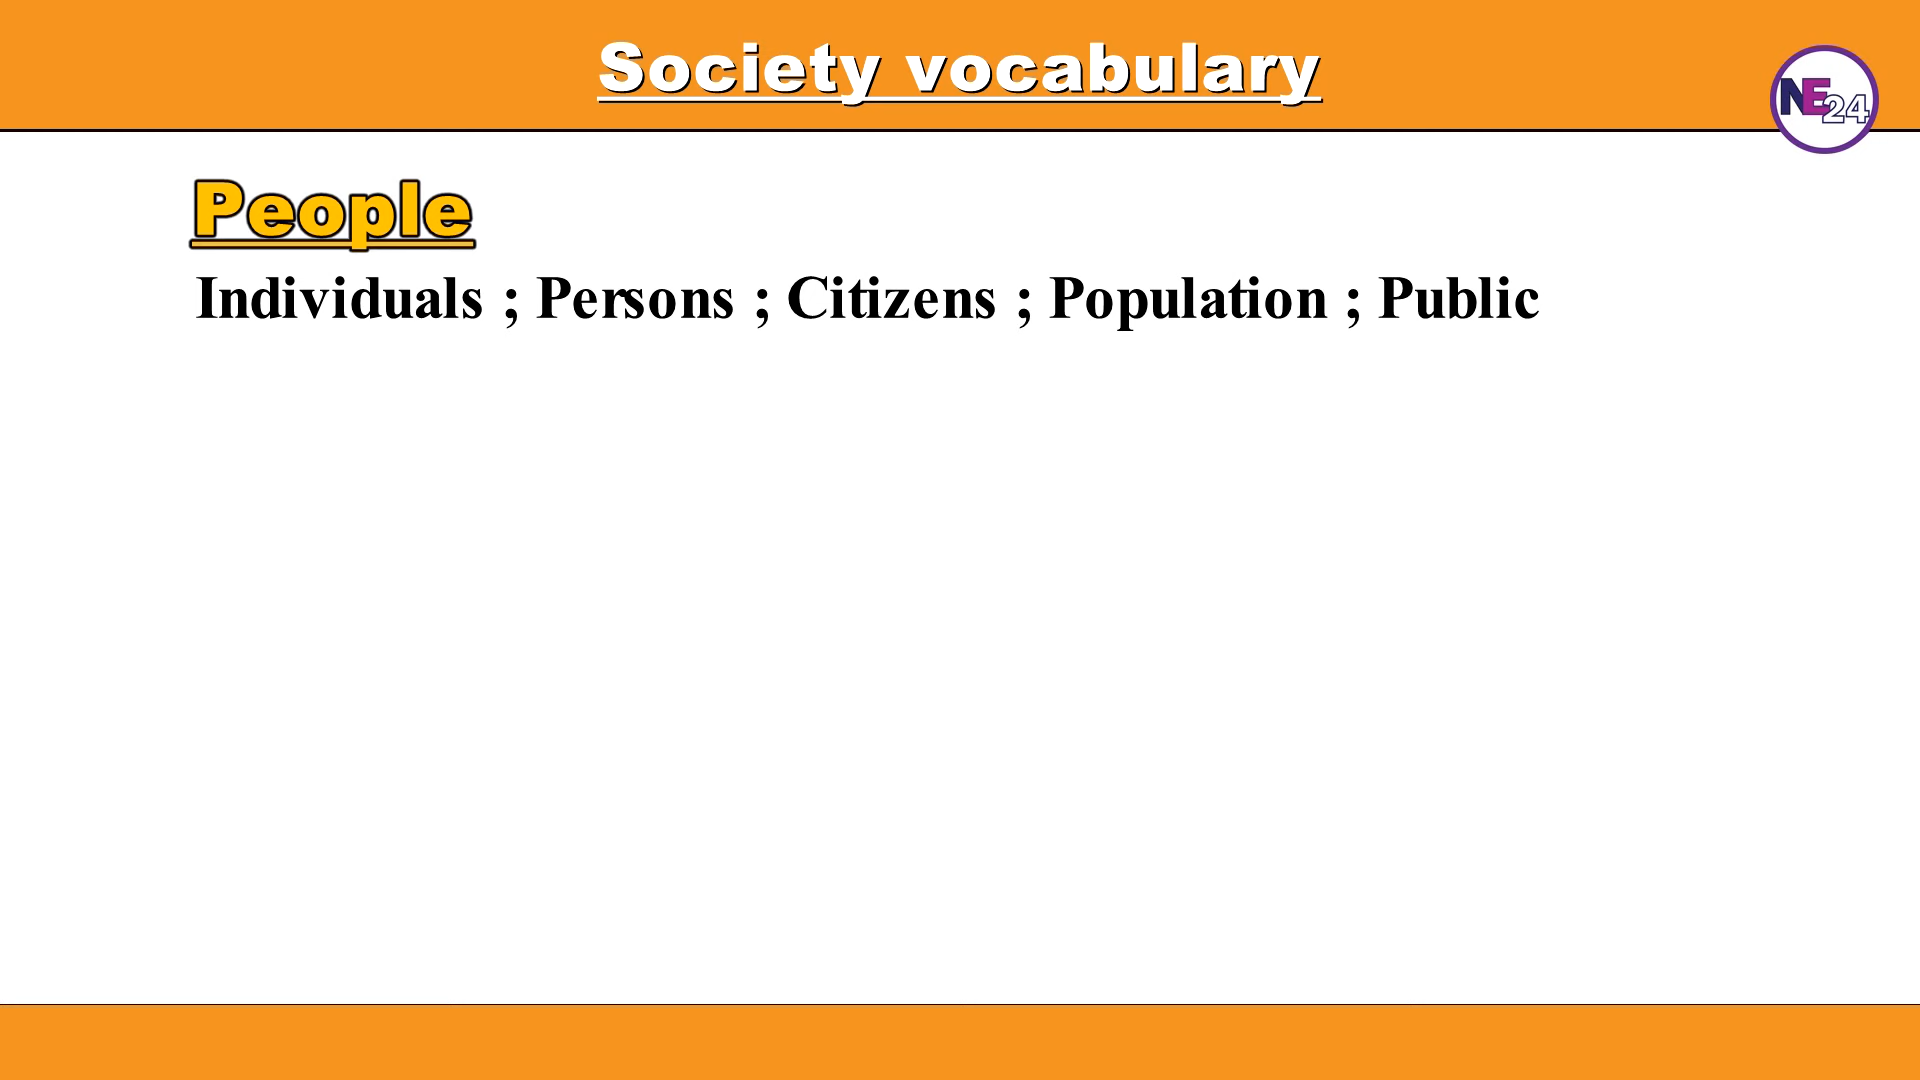 Society vocabulary
NE24
People
Individuals ; Persons ; Citizens ; Population ; Public